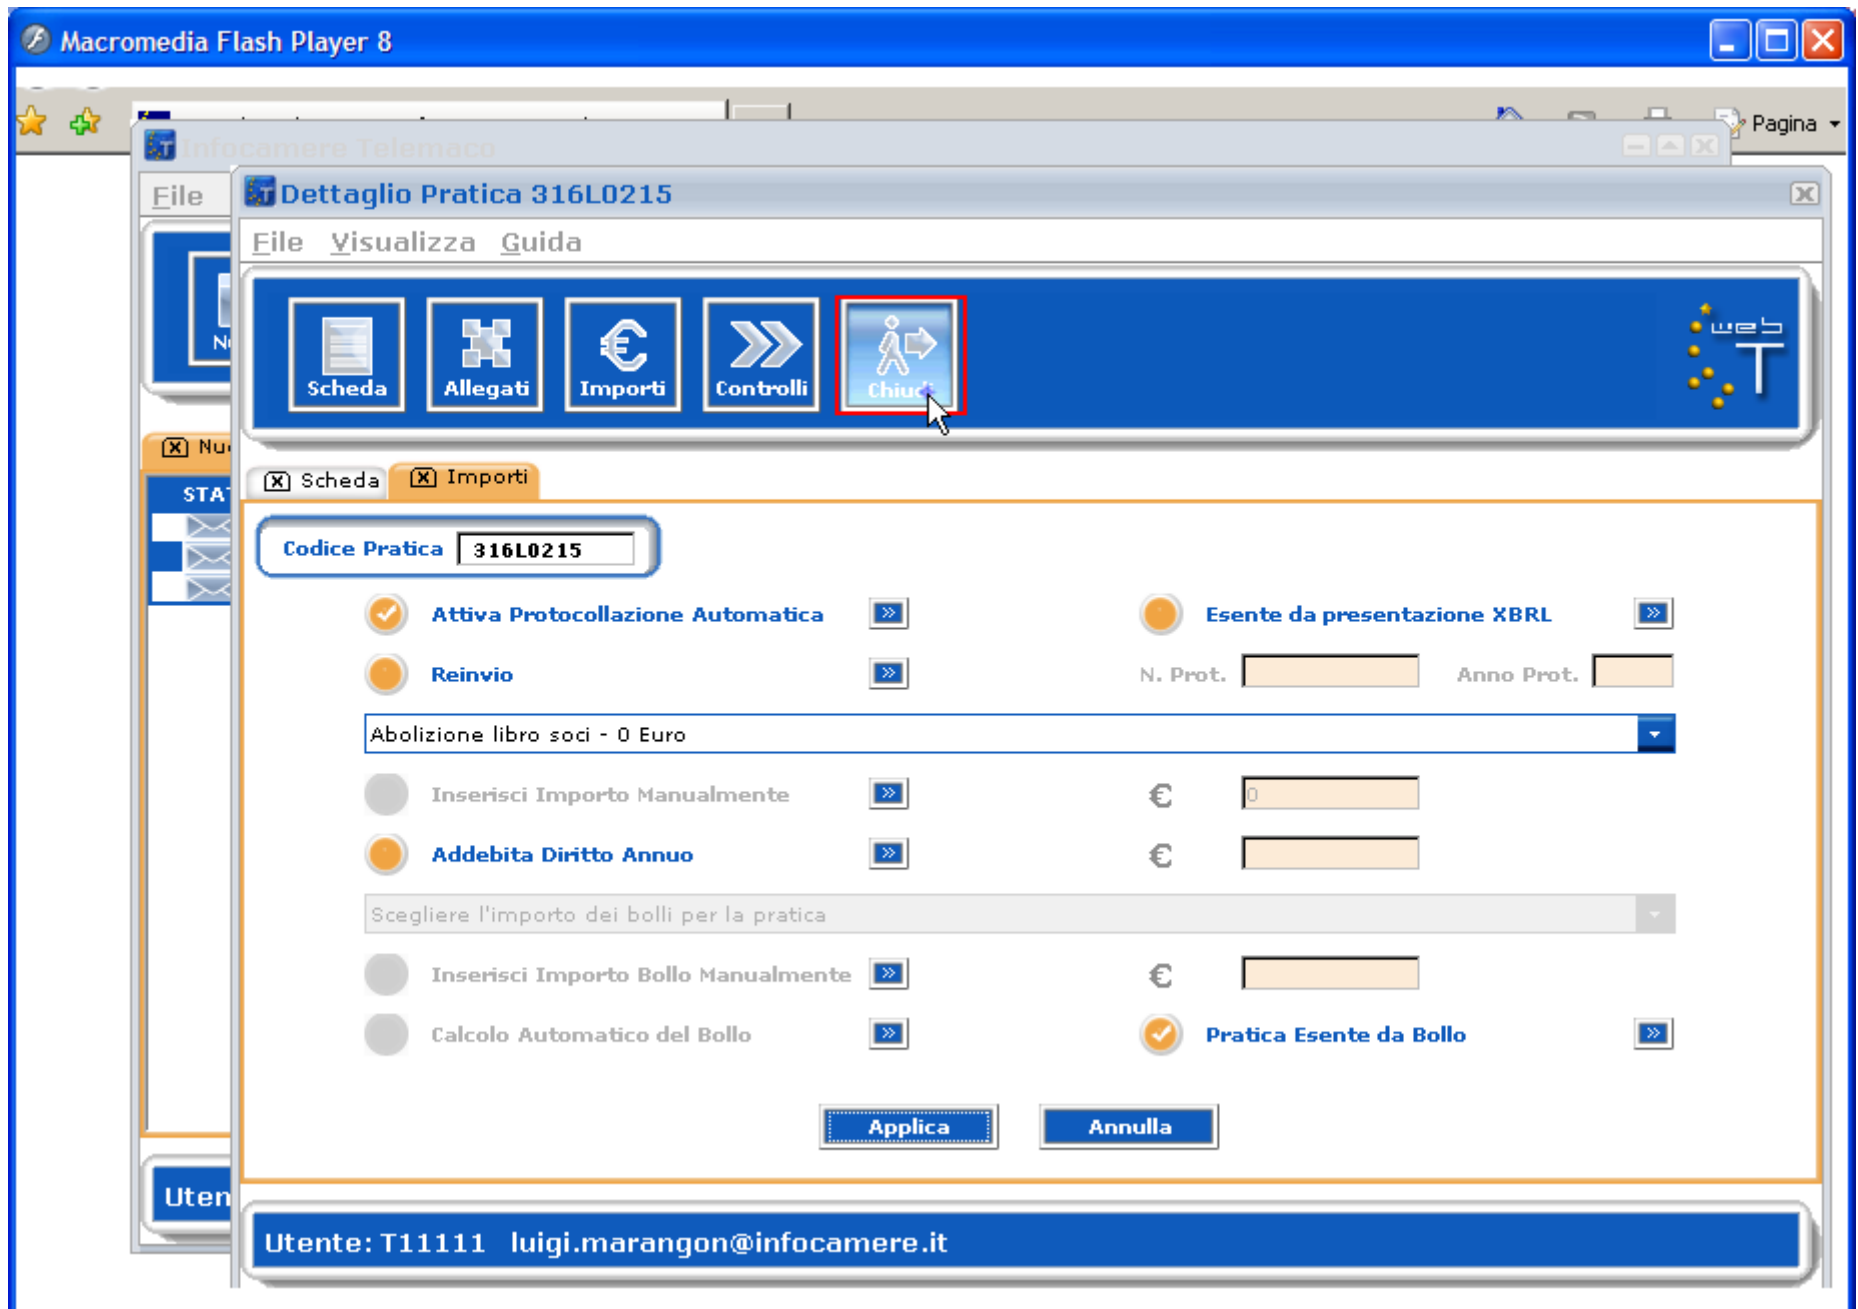 Macromedia Flash Player 8
Pagina
Infocamere Telemaco
File
Dettaglio Pratica 316L0215
File Visualizza Guida
Scheda Allegati Importi Controlli Chiudi
web T
Scheda Importi
Codice Pratica 316L0215
Attiva Protocollazione Automatica Esente da presentazione XBRL
Reinvio N. Prot. Anno Prot.
Abolizione libro soci - 0 Euro
Inserisci Importo Manualmente € 0
Addebita Diritto Annuo €
Scegliere l'importo dei bolli per la pratica
Inserisci Importo Bollo Manualmente €
Calcolo Automatico del Bollo Pratica Esente da Bollo
Applica Annulla
Utente: T11111 luigi.marangon@infocamere.it